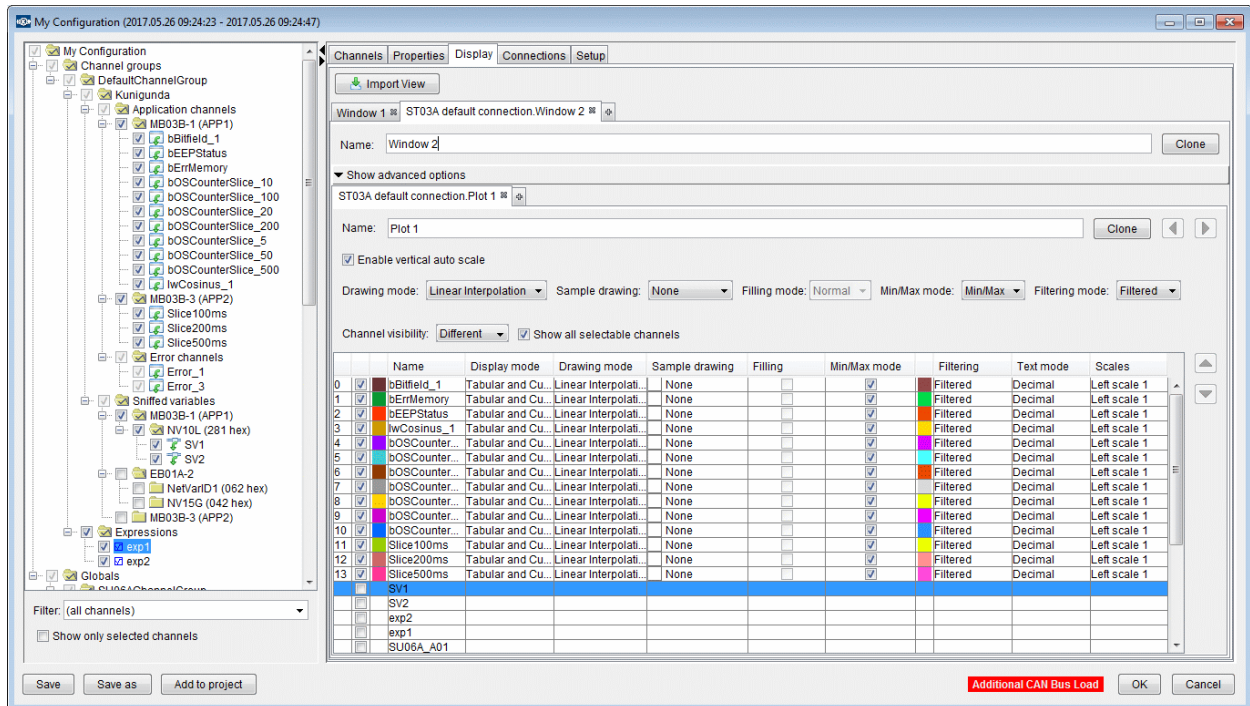 My Configuration (2017.05.26 09:24:23 - 2017.05.26 09:24:47)
My Configuration
Channel groups
DefaultChannelGroup
Kunigunda
Application channels
MB03B-1 (APP1)
bBitfield_1
bEEPStatus
bErrMemory
bOSCounterSlice_10
bOSCounterSlice_100
bOSCounterSlice_20
bOSCounterSlice_200
bOSCounterSlice_5
bOSCounterSlice_50
bOSCounterSlice_500
lwCosinus_1
MB03B-3 (APP2)
Slice100ms
Slice200ms
Slice500ms
Error channels
Error_1
Error_3
Sniffed variables
MB03B-1 (APP1)
NV10L (281 hex)
SV1
SV2
EB01A-2
NetVarID1 (062 hex)
NV15G (042 hex)
MB03B-3 (APP2)
Expressions
exp1
exp2
Globals
SU06AChannelGroup
Filter: (all channels)
Show only selected channels
Channels Properties Display Connections Setup
Import View
Window 1 ST03A default connection.Window 2
Name: Window 2 Clone
Show advanced options
ST03A default connection.Plot 1
Name: Plot 1 Clone
Enable vertical auto scale
Drawing mode: Linear Interpolation Sample drawing: None Filling mode: Normal Min/Max mode: Min/Max Filtering mode: Filtered
Channel visibility: Different Show all selectable channels
Name Display mode Drawing mode Sample drawing Filling Min/Max mode Filtering Text mode Scales
0 bBitfield_1 Tabular and Cu... Linear Interpolati... None Filtered Decimal Left scale 1
1 bErrMemory Tabular and Cu... Linear Interpolati... None Filtered Decimal Left scale 1
2 bEEPStatus Tabular and Cu... Linear Interpolati... None Filtered Decimal Left scale 1
3 lwCosinus_1 Tabular and Cu... Linear Interpolati... None Filtered Decimal Left scale 1
4 bOSCounter... Tabular and Cu... Linear Interpolati... None Filtered Decimal Left scale 1
5 bOSCounter... Tabular and Cu... Linear Interpolati... None Filtered Decimal Left scale 1
6 bOSCounter... Tabular and Cu... Linear Interpolati... None Filtered Decimal Left scale 1
7 bOSCounter... Tabular and Cu... Linear Interpolati... None Filtered Decimal Left scale 1
8 bOSCounter... Tabular and Cu... Linear Interpolati... None Filtered Decimal Left scale 1
9 bOSCounter... Tabular and Cu... Linear Interpolati... None Filtered Decimal Left scale 1
10 bOSCounter... Tabular and Cu... Linear Interpolati... None Filtered Decimal Left scale 1
11 Slice100ms Tabular and Cu... Linear Interpolati... None Filtered Decimal Left scale 1
12 Slice200ms Tabular and Cu... Linear Interpolati... None Filtered Decimal Left scale 1
13 Slice500ms Tabular and Cu... Linear Interpolati... None Filtered Decimal Left scale 1
SV1
SV2
exp2
exp1
SU06A_A01
Save Save as Add to project Additional CAN Bus Load OK Cancel